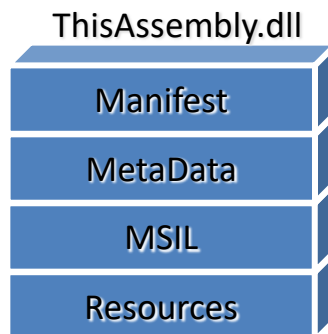 ThisAssembly.dll
Manifest
MetaData
MSIL
Resources